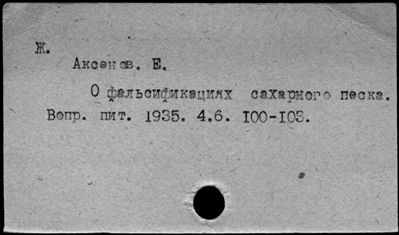 Ж.
Аксенов. Е.
О фальсификациях сахарного песка.
Вопр. пит. 1935. 4.6. 100-103.